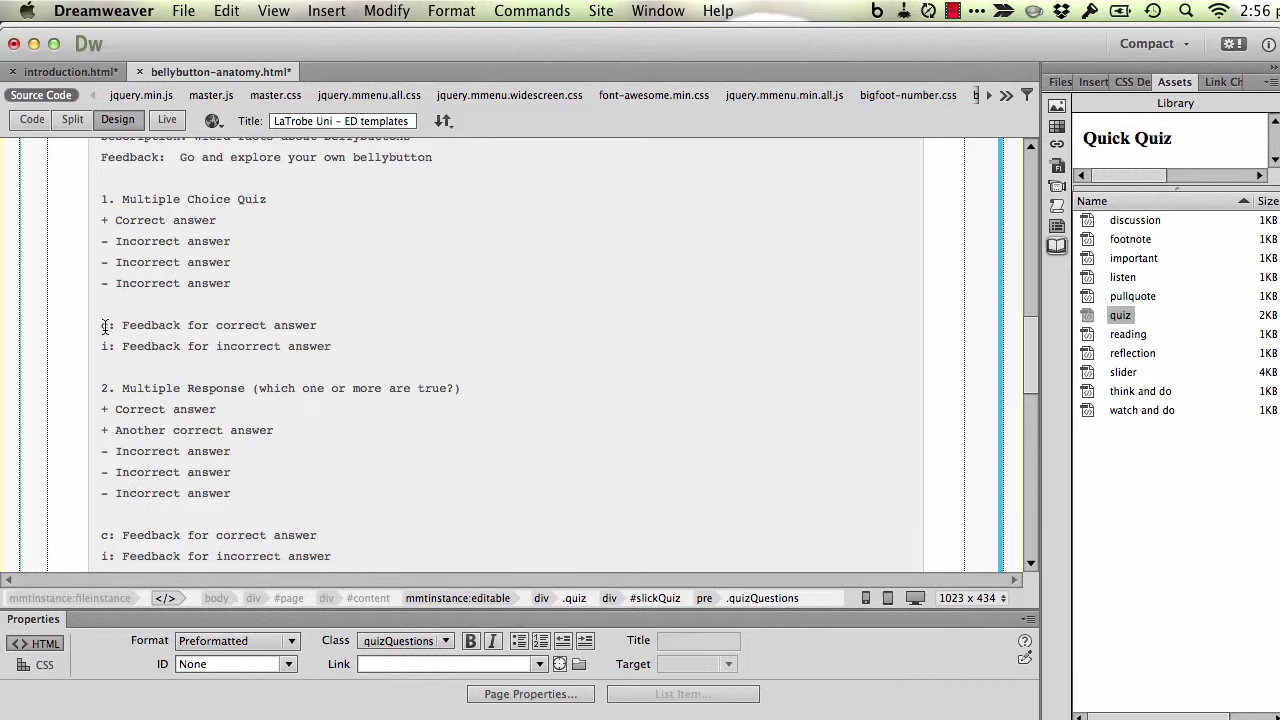 Dreamweaver File Edit View Insert Modify Format Commands Site Window Help 2:56
Dw Compact
introduction.html* bellybutton-anatomy.html*
Files Insert CSS De Assets Link Ch
Source Code jquery.min.js master.js master.css jquery.mmenu.all.css jquery.mmenu.widescreen.css font-awesome.min.css jquery.mmenu.min.all.js bigfoot-number.css b
Library
Code Split Design Live Title: LaTrobe Uni - ED templates
Quick Quiz
Description: Weird facts about bellybuttons
Feedback: Go and explore your own bellybutton
1. Multiple Choice Quiz
+ Correct answer
- Incorrect answer
- Incorrect answer
- Incorrect answer
c: Feedback for correct answer
i: Feedback for incorrect answer
2. Multiple Response (which one or more are true?)
+ Correct answer
+ Another correct answer
- Incorrect answer
- Incorrect answer
- Incorrect answer
c: Feedback for correct answer
i: Feedback for incorrect answer
Name Size
discussion 1KB
footnote 1KB
important 1KB
listen 1KB
pullquote 1KB
quiz 2KB
reading 1KB
reflection 1KB
slider 4KB
think and do 1KB
watch and do 1KB
mmtinstance:fileinstance </> body div #page div #content mmtinstance:editable div .quiz div #slickQuiz pre .quizQuestions 1023 x 434
Properties
<> HTML Format Preformatted Class quizQuestions B I Title
CSS ID None Link Target
Page Properties... List Item...